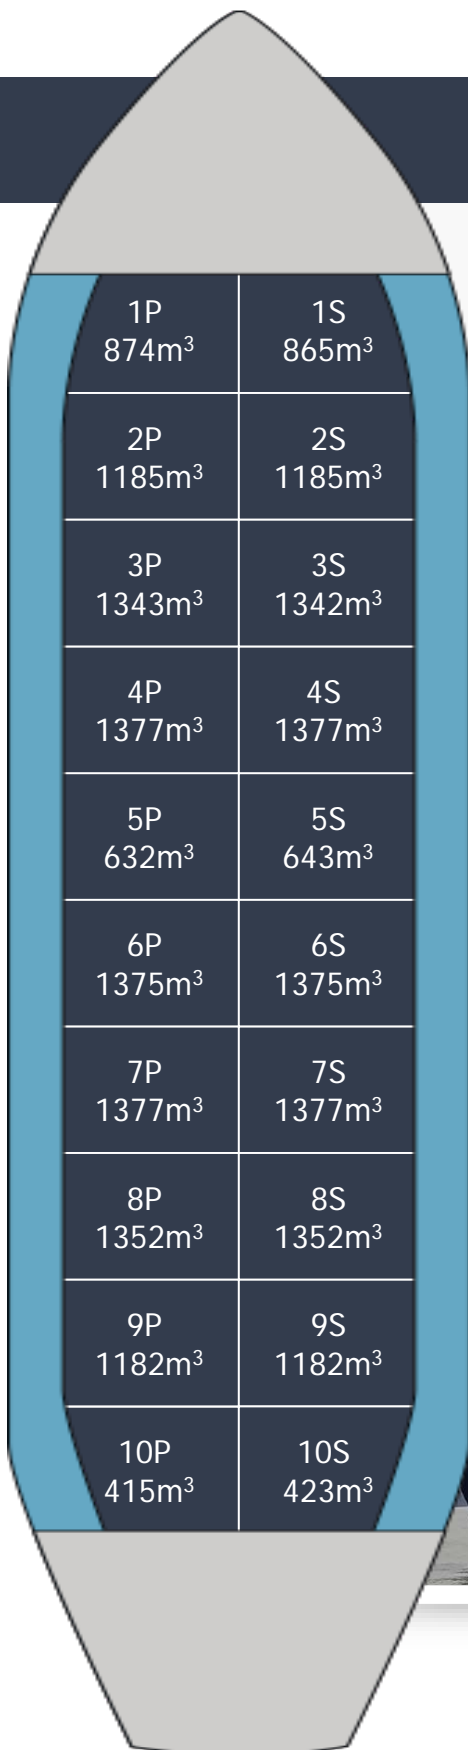 1P 1S
874m³ 865m³
2P 2S
1185m³ 1185m³
3P 3S
1343m³ 1342m³
4P 4S
1377m³ 1377m³
5P 5S
632m³ 643m³
6P 6S
1375m³ 1375m³
7P 7S
1377m³ 1377m³
8P 8S
1352m³ 1352m³
9P 9S
1182m³ 1182m³
10P 10S
415m³ 423m³